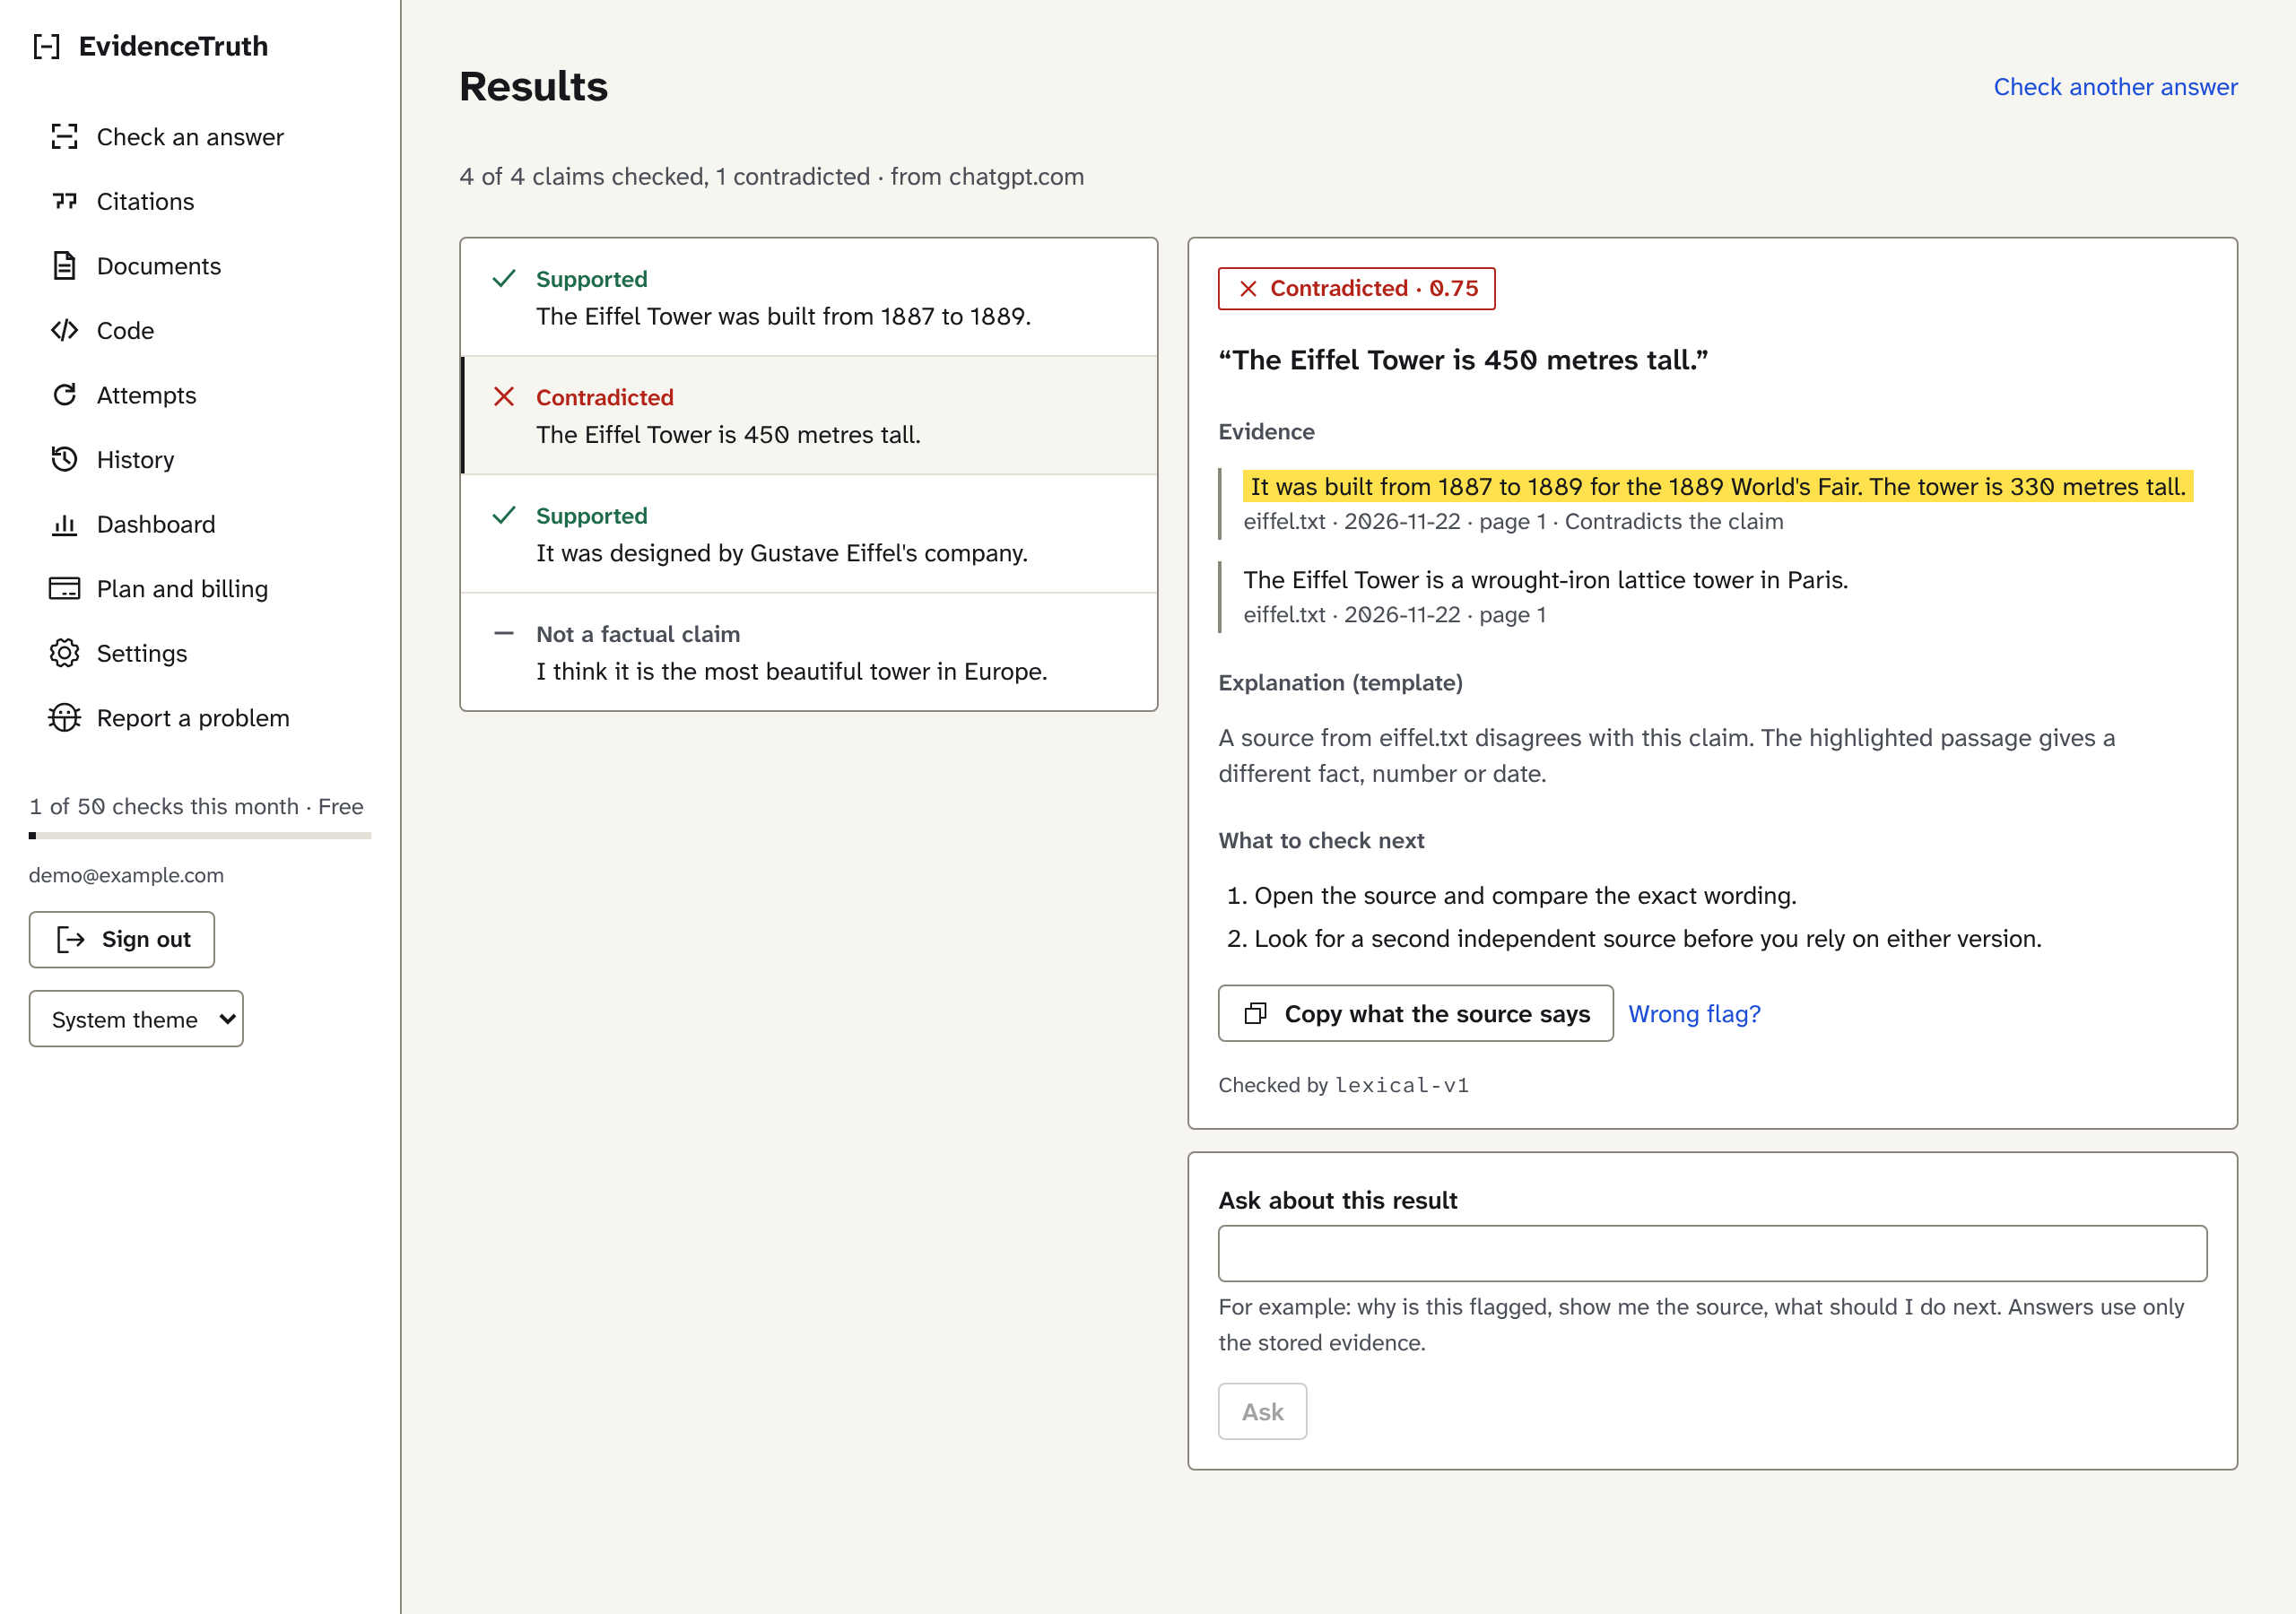 EvidenceTruth
Check an answer
Citations
Documents
Code
Attempts
History
Dashboard
Plan and billing
Settings
Report a problem
1 of 50 checks this month · Free
demo@example.com
Sign out
System theme
Results
Check another answer
4 of 4 claims checked, 1 contradicted · from chatgpt.com
Supported
The Eiffel Tower was built from 1887 to 1889.
Contradicted
The Eiffel Tower is 450 metres tall.
Supported
It was designed by Gustave Eiffel's company.
Not a factual claim
I think it is the most beautiful tower in Europe.
Contradicted · 0.75
“The Eiffel Tower is 450 metres tall.”
Evidence
It was built from 1887 to 1889 for the 1889 World's Fair. The tower is 330 metres tall.
eiffel.txt · 2026-11-22 · page 1 · Contradicts the claim
The Eiffel Tower is a wrought-iron lattice tower in Paris.
eiffel.txt · 2026-11-22 · page 1
Explanation (template)
A source from eiffel.txt disagrees with this claim. The highlighted passage gives a
different fact, number or date.
What to check next
1. Open the source and compare the exact wording.
2. Look for a second independent source before you rely on either version.
Copy what the source says
Wrong flag?
Checked by lexical-v1
Ask about this result
For example: why is this flagged, show me the source, what should I do next. Answers use only
the stored evidence.
Ask